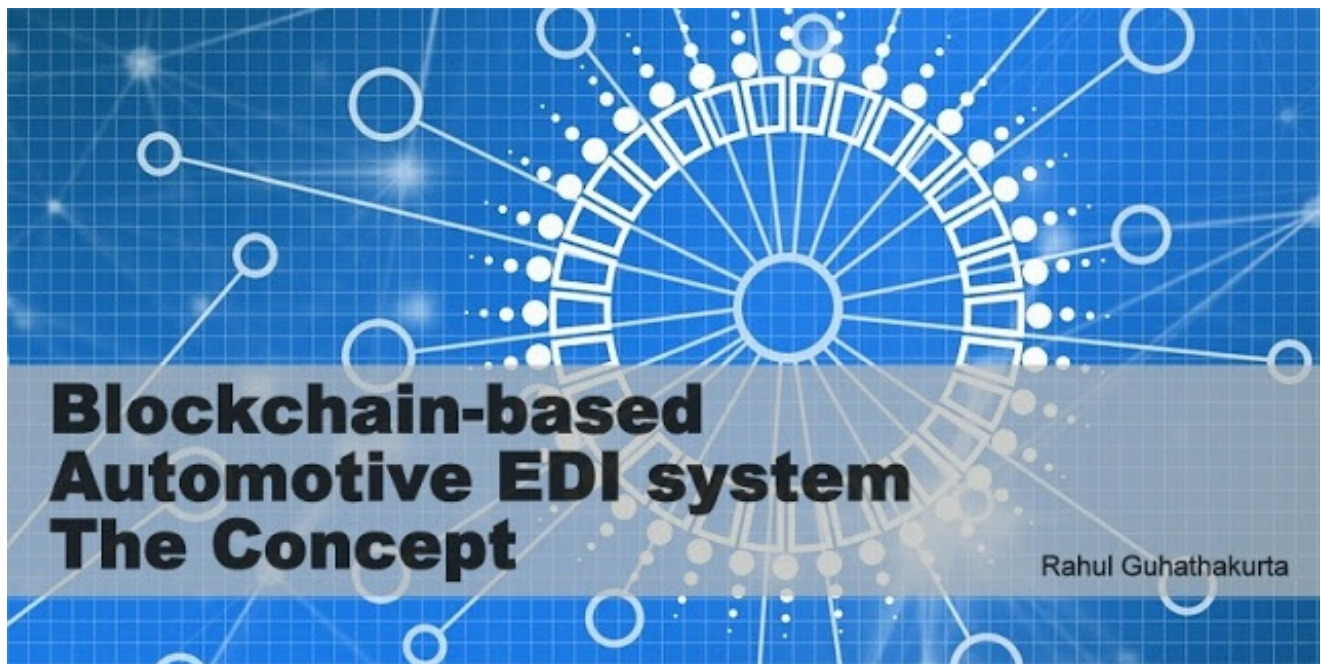 Blockchain-based
Automotive EDI system
The Concept
Rahul Guhathakurta